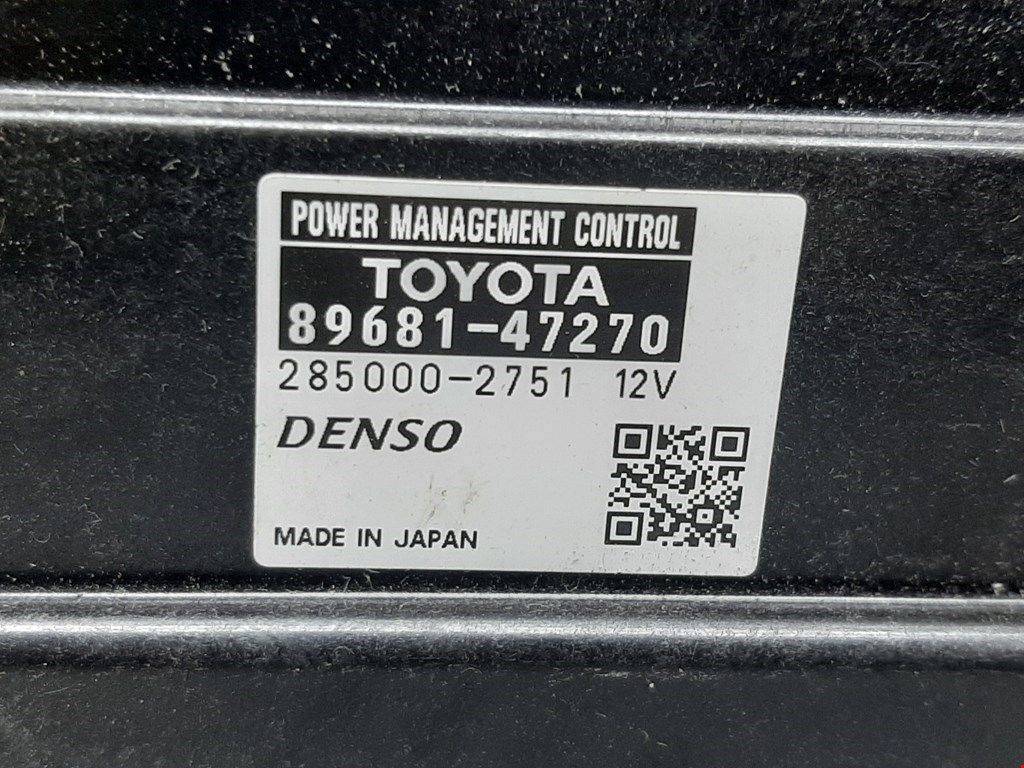 POWER MANAGEMENT CONTROL
TOYOTA
89681-47270
285000-2751 12V
DENSO
MADE IN JAPAN